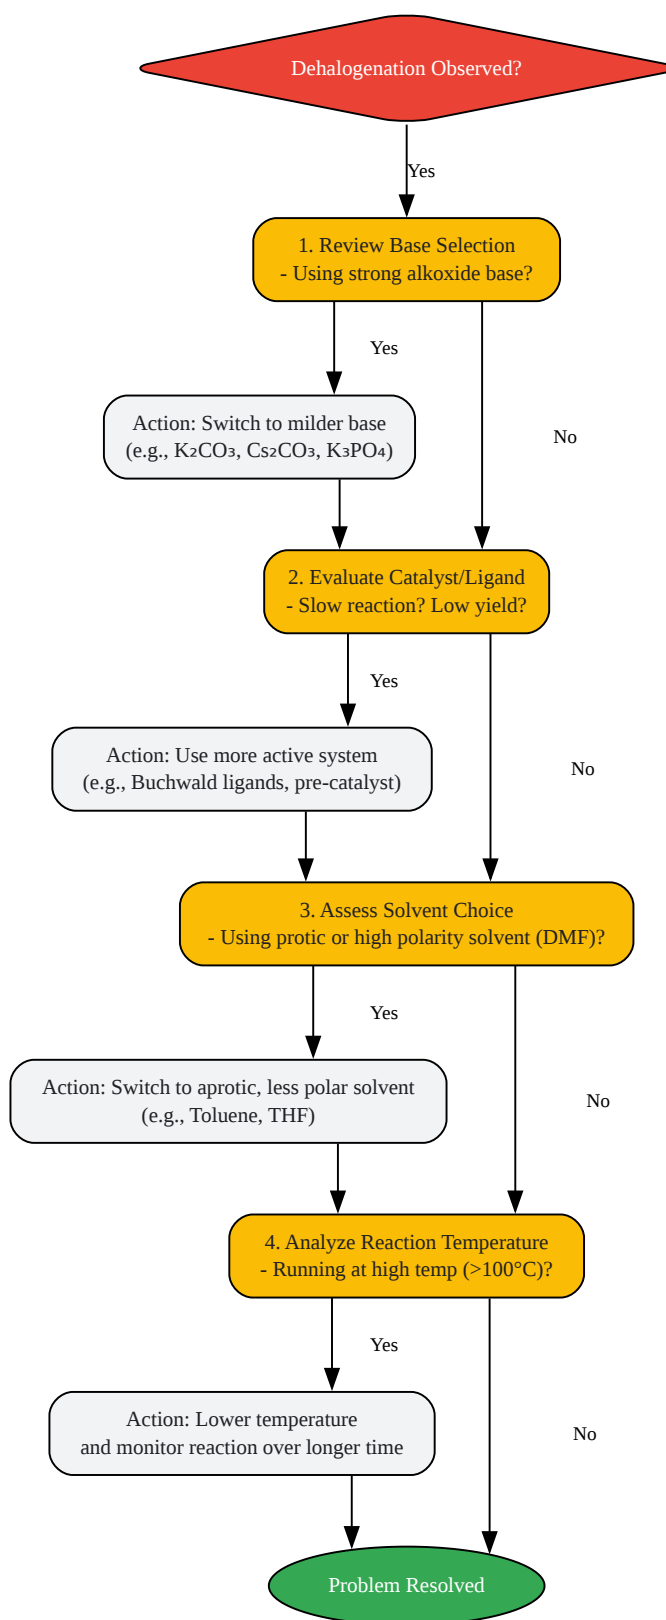 Dehalogenation Observed?
Yes
1. Review Base Selection
- Using strong alkoxide base?
Yes
Action: Switch to milder base
(e.g., K₂CO₃, Cs₂CO₃, K₃PO₄)
No
2. Evaluate Catalyst/Ligand
- Slow reaction? Low yield?
Yes
Action: Use more active system
(e.g., Buchwald ligands, pre-catalyst)
No
3. Assess Solvent Choice
- Using protic or high polarity solvent (DMF)?
Yes
Action: Switch to aprotic, less polar solvent
(e.g., Toluene, THF)
No
4. Analyze Reaction Temperature
- Running at high temp (>100°C)?
Yes
Action: Lower temperature
and monitor reaction over longer time
No
Problem Resolved